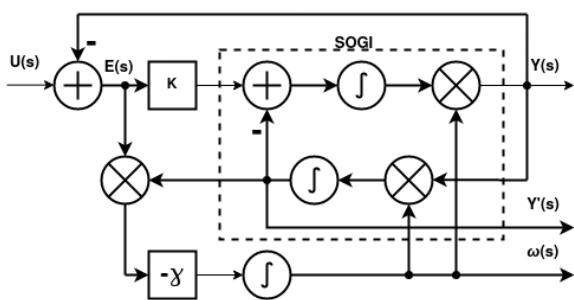 -
SOGI
U(s)
E(s)
Y(s)
+
K
+
∫
-
∫
Y'(s)
ω(s)
-γ
∫